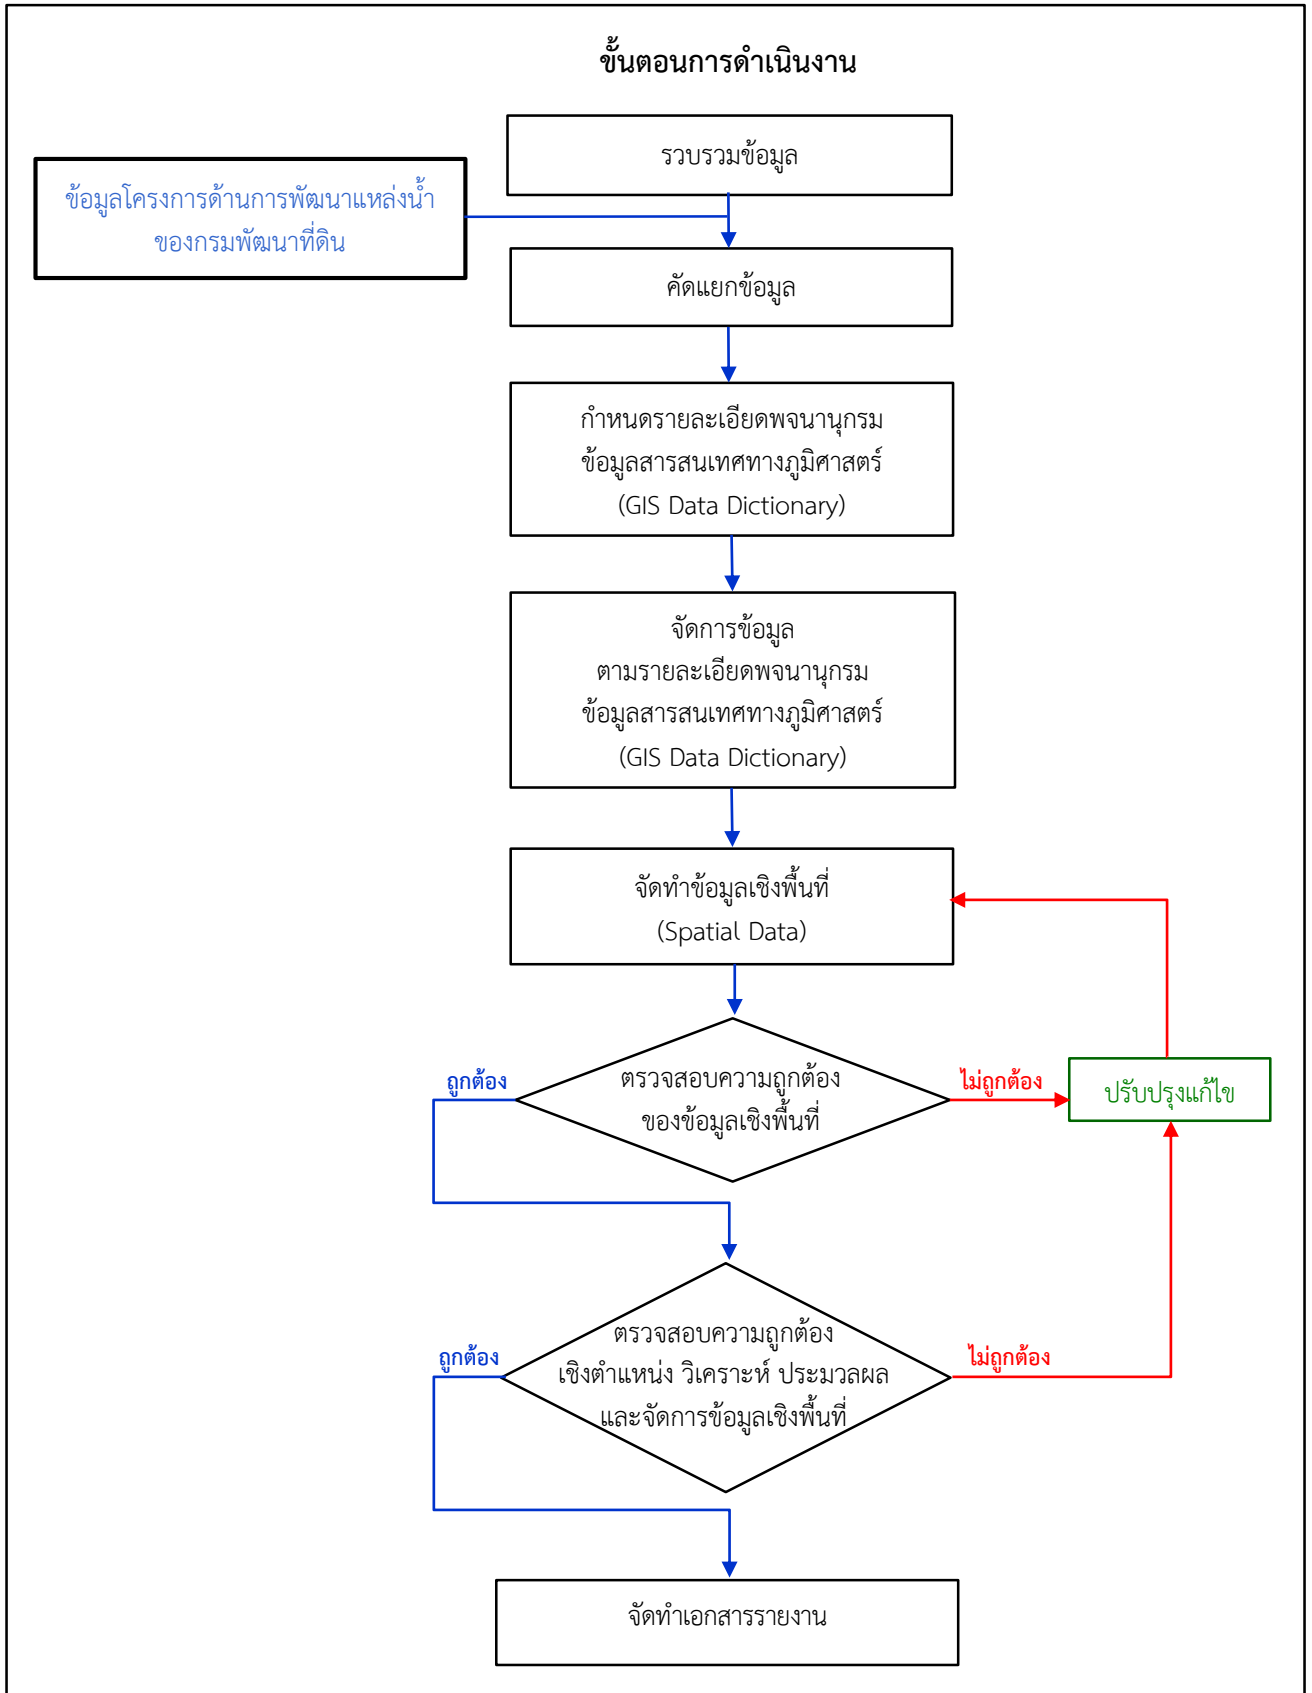 ขั้นตอนการดำเนินงาน
รวบรวมข้อมูล
ข้อมูลโครงการด้านการพัฒนาแหล่งน้ำ
ของกรมพัฒนาที่ดิน
คัดแยกข้อมูล
กำหนดรายละเอียดพจนานุกรม
ข้อมูลสารสนเทศทางภูมิศาสตร์
(GIS Data Dictionary)
จัดการข้อมูล
ตามรายละเอียดพจนานุกรม
ข้อมูลสารสนเทศทางภูมิศาสตร์
(GIS Data Dictionary)
จัดทำข้อมูลเชิงพื้นที่
(Spatial Data)
ถูกต้อง
ตรวจสอบความถูกต้อง
ของข้อมูลเชิงพื้นที่
ไม่ถูกต้อง
ปรับปรุงแก้ไข
ถูกต้อง
ตรวจสอบความถูกต้อง
เชิงตำแหน่ง วิเคราะห์ ประมวลผล
และจัดการข้อมูลเชิงพื้นที่
ไม่ถูกต้อง
จัดทำเอกสารรายงาน